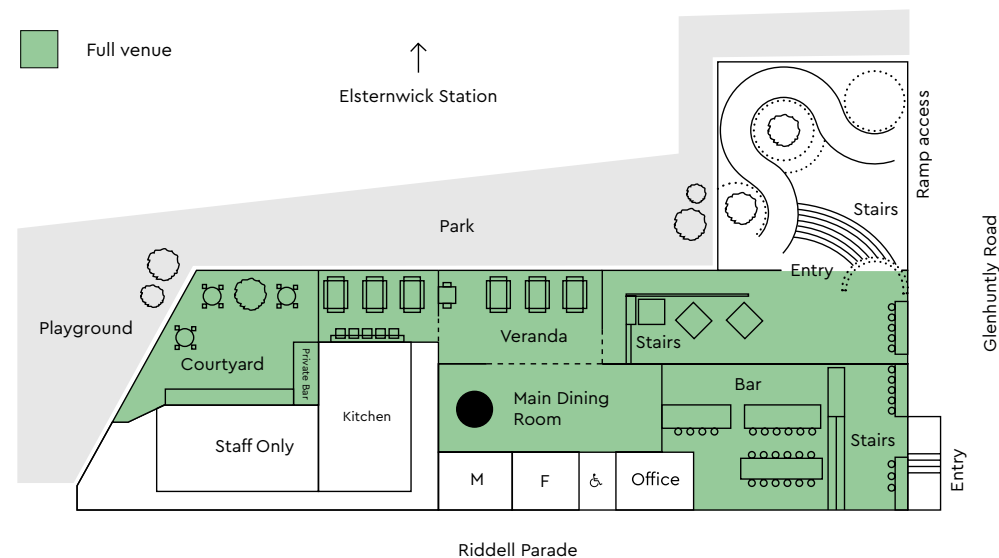 Full venue
Elsternwick Station
Ramp access
Stairs
Glenhuntly Road
Park
Entry
Playground
Veranda
Stairs
Courtyard
Private Bar
Bar
Main Dining
Room
Kitchen
Staff Only
Stairs
M
F
Office
Entry
Riddell Parade